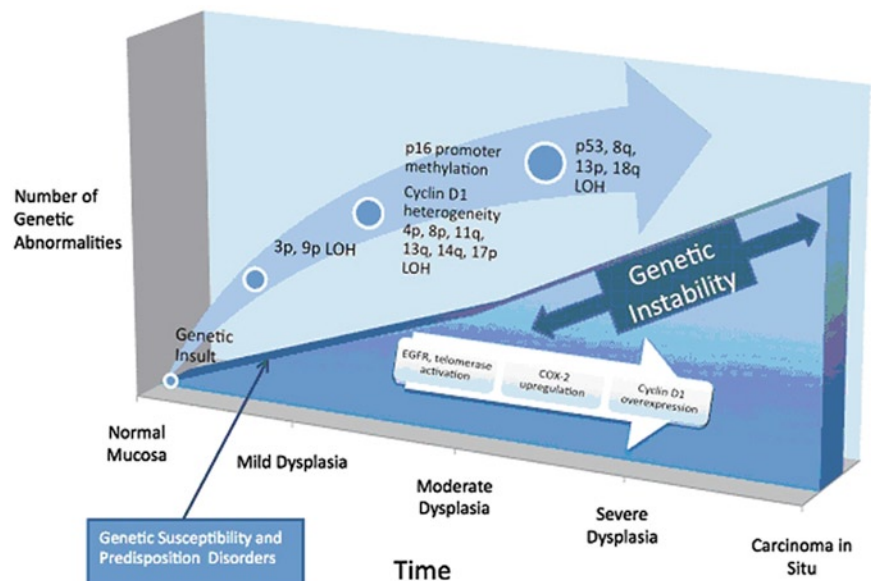 Number of
Genetic
Abnormalities
p16 promoter
methylation
Cyclin D1
heterogeneity
4p, 8p, 11q,
13q, 14q, 17p
LOH
p53, 8q,
13p, 18q
LOH
3p, 9p LOH
Genetic
Insult
Genetic
Instability
EGFR, telomerase
activation
COX-2
upregulation
Cyclin D1
overexpression
Normal
Mucosa
Mild Dysplasia
Moderate
Dysplasia
Severe
Dysplasia
Carcinoma in
Situ
Genetic Susceptibility and
Predisposition Disorders
Time